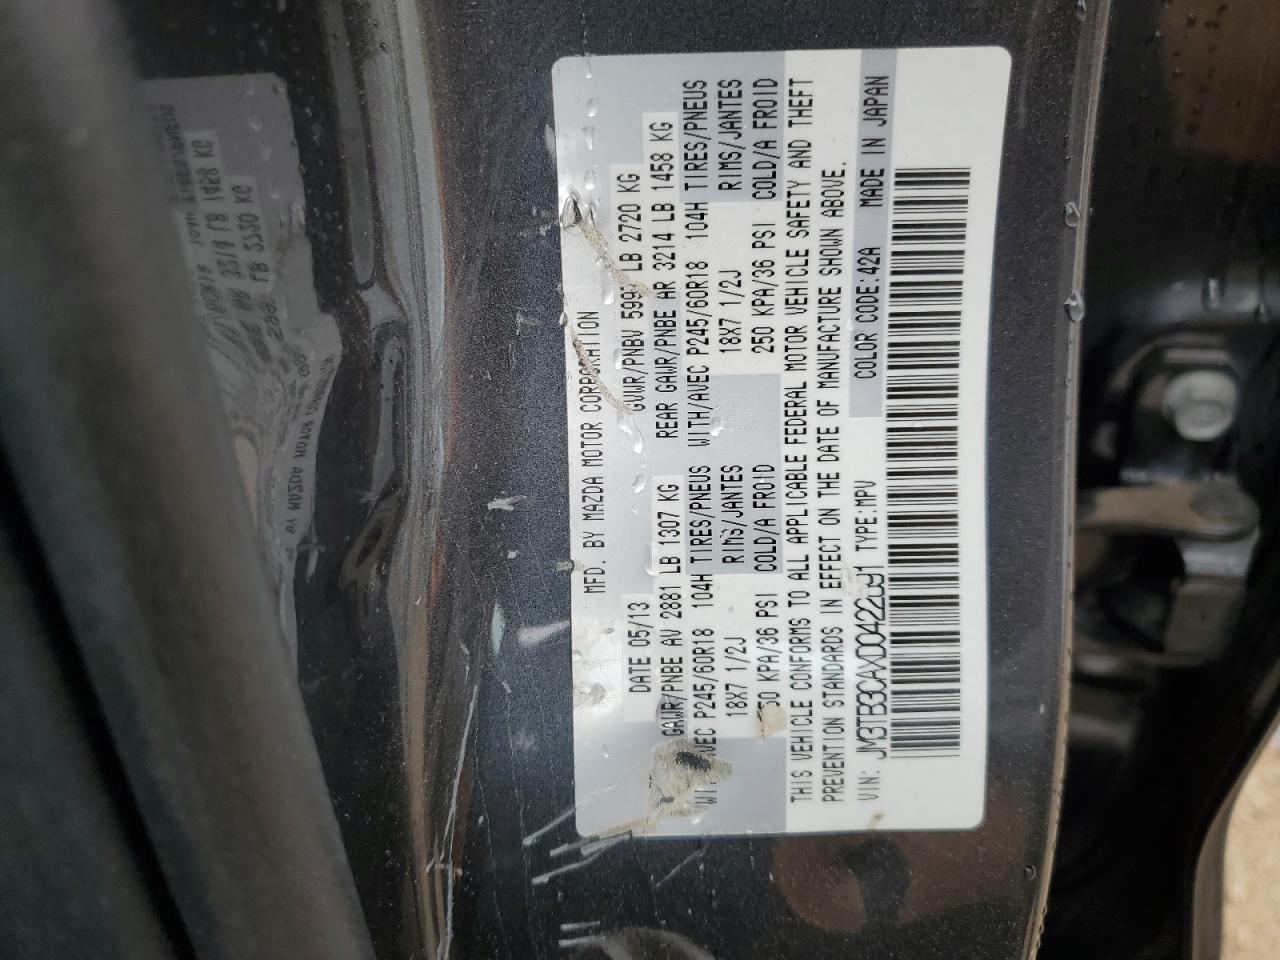 MFD. BY MAZDA MOTOR CORPORATION
DATE 05/13 GVWR/PNBV LB 2720 KG
GAWR/PNBE AV 2881 LB 1307 KG REAR GAWR/PNBE AR 3214 LB 1458 KG
P245/60R18 104H TIRES/PNEUS WITH/AVEC P245/60R18 104H TIRES/PNEUS
18X7 1/2J RIMS/JANTES 18X7 1/2J RIMS/JANTES
KPA/36 PSI COLD/A FROID 250 KPA/36 PSI COLD/A FROID
THIS VEHICLE CONFORMS TO ALL APPLICABLE FEDERAL MOTOR VEHICLE SAFETY AND THEFT
PREVENTION STANDARDS IN EFFECT ON THE DATE OF MANUFACTURE SHOWN ABOVE.
VIN: TYPE:MPV COLOR CODE:42A MADE IN JAPAN